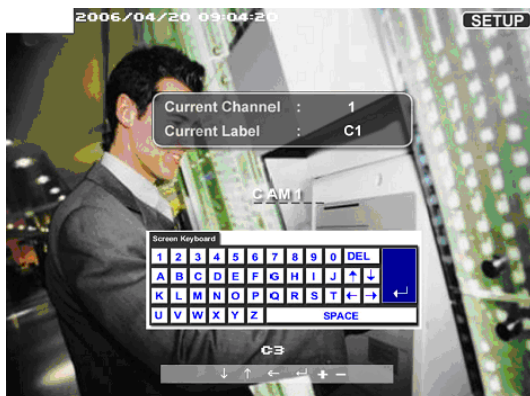 2006/04/20 09:04:20 SETUP
Current Channel : 1
Current Label : C1
CAM1_ _
Screen Keyboard
1 2 3 4 5 6 7 8 9 0 DEL
A B C D E F G H I J ↑ ↓
K L M N O P Q R S T ← → ↵
U V W X Y Z SPACE
C3
↓ ↑ ← ↵ + −